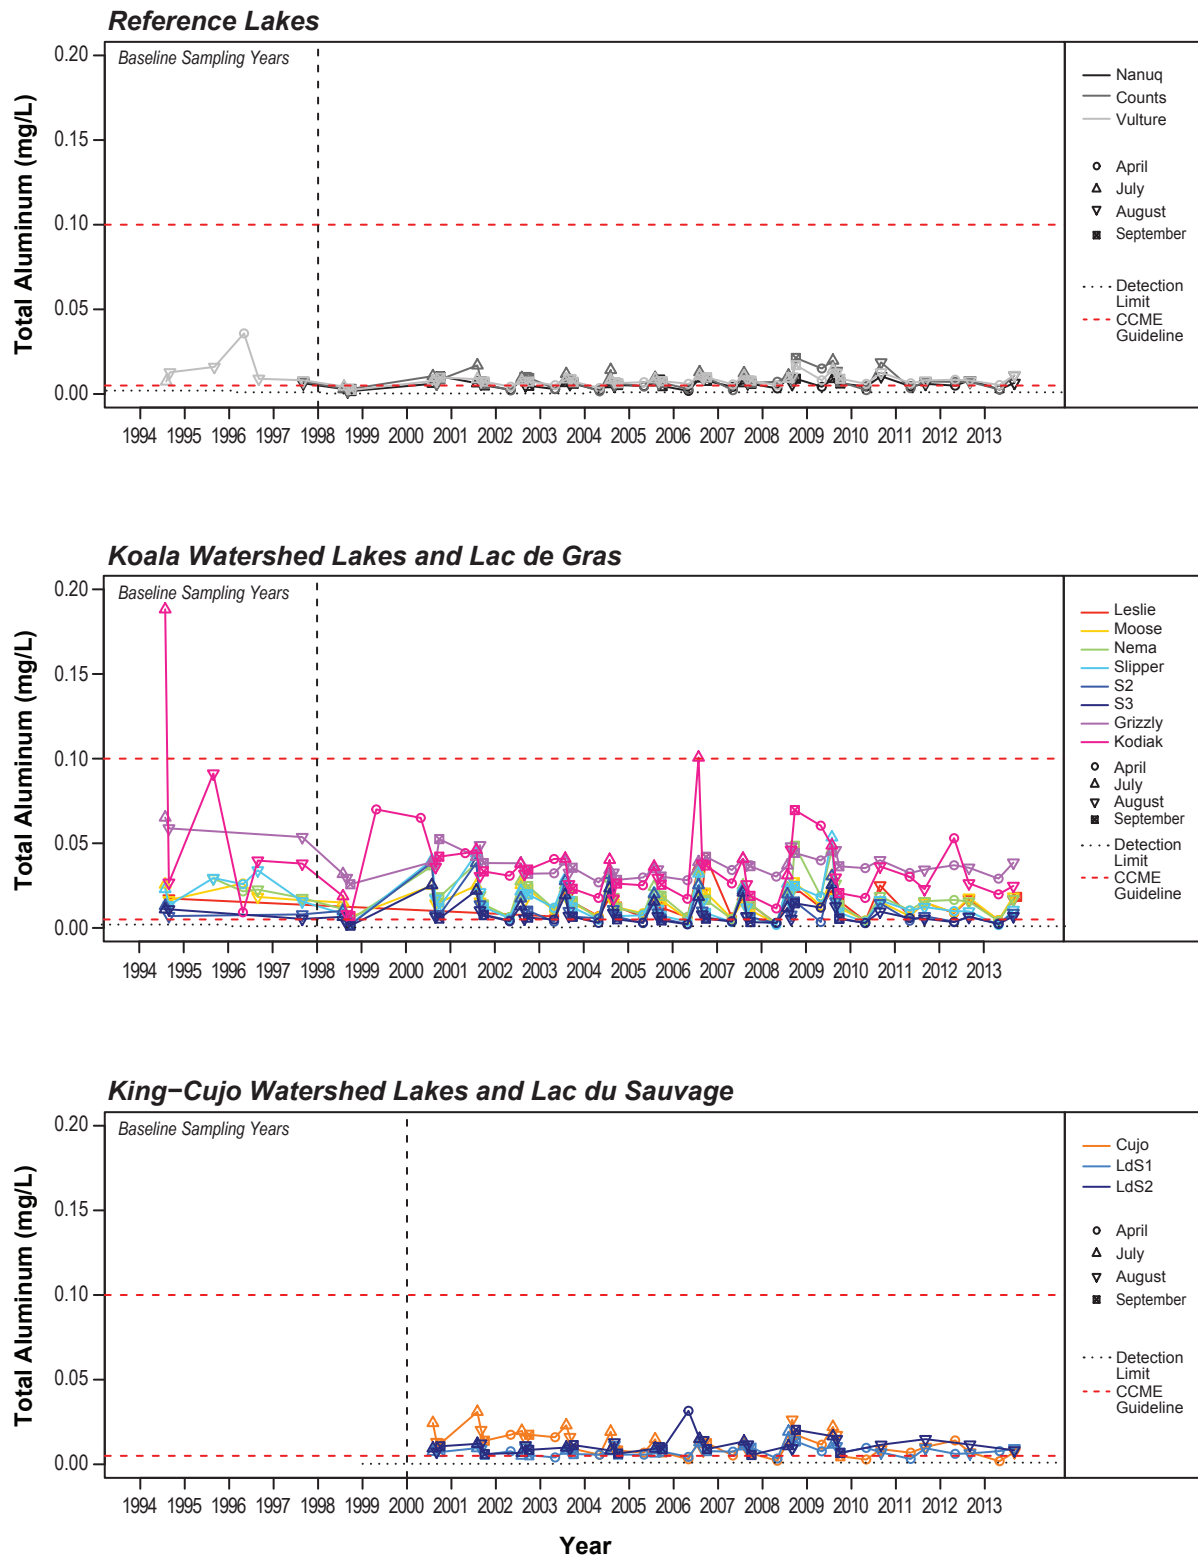 Reference Lakes
Baseline Sampling Years
Total Aluminum (mg/L)
0.20
0.15
0.10
0.05
0.00
1994 1995 1996 1997 1998 1999 2000 2001 2002 2003 2004 2005 2006 2007 2008 2009 2010 2011 2012 2013
Nanuq
Counts
Vulture
April
July
August
September
Detection
Limit
CCME
Guideline
Koala Watershed Lakes and Lac de Gras
Baseline Sampling Years
Total Aluminum (mg/L)
0.20
0.15
0.10
0.05
0.00
1994 1995 1996 1997 1998 1999 2000 2001 2002 2003 2004 2005 2006 2007 2008 2009 2010 2011 2012 2013
Leslie
Moose
Nema
Slipper
S2
S3
Grizzly
Kodiak
April
July
August
September
Detection
Limit
CCME
Guideline
King−Cujo Watershed Lakes and Lac du Sauvage
Baseline Sampling Years
Total Aluminum (mg/L)
0.20
0.15
0.10
0.05
0.00
1994 1995 1996 1997 1998 1999 2000 2001 2002 2003 2004 2005 2006 2007 2008 2009 2010 2011 2012 2013
Cujo
LdS1
LdS2
April
July
August
September
Detection
Limit
CCME
Guideline
Year